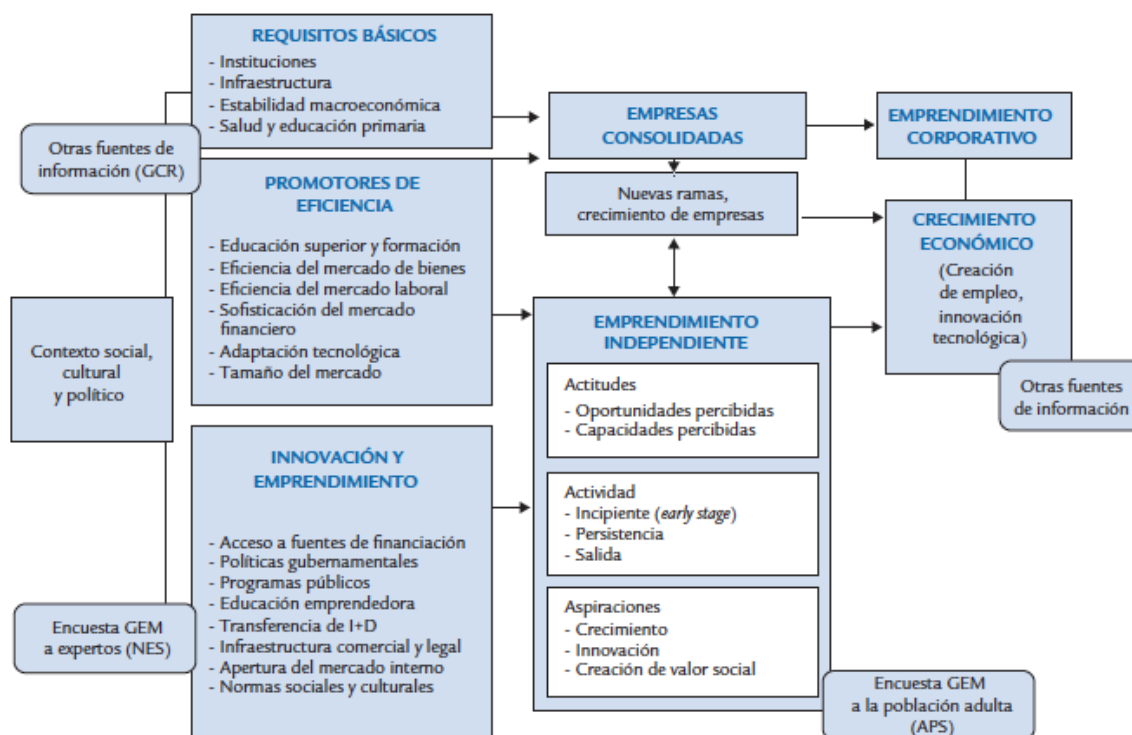 REQUISITOS BÁSICOS
- Instituciones
- Infraestructura
- Estabilidad macroeconómica
- Salud y educación primaria
Otras fuentes de
información (GCR)
PROMOTORES DE
EFICIENCIA
- Educación superior y formación
- Eficiencia del mercado de bienes
- Eficiencia del mercado laboral
- Sofisticación del mercado
financiero
- Adaptación tecnológica
- Tamaño del mercado
Contexto social,
cultural
y político
INNOVACIÓN Y
EMPRENDIMIENTO
- Acceso a fuentes de financiación
- Políticas gubernamentales
- Programas públicos
- Educación emprendedora
- Transferencia de I+D
- Infraestructura comercial y legal
- Apertura del mercado interno
- Normas sociales y culturales
Encuesta GEM
a expertos (NES)
EMPRESAS
CONSOLIDADAS
Nuevas ramas,
crecimiento de empresas
EMPRENDIMIENTO
INDEPENDIENTE
Actitudes
- Oportunidades percibidas
- Capacidades percibidas
Actividad
- Incipiente (early stage)
- Persistencia
- Salida
Aspiraciones
- Crecimiento
- Innovación
- Creación de valor social
Encuesta GEM
a la población adulta
(APS)
EMPRENDIMIENTO
CORPORATIVO
CRECIMIENTO
ECONÓMICO
(Creación
de empleo,
innovación
tecnológica)
Otras fuentes
de información